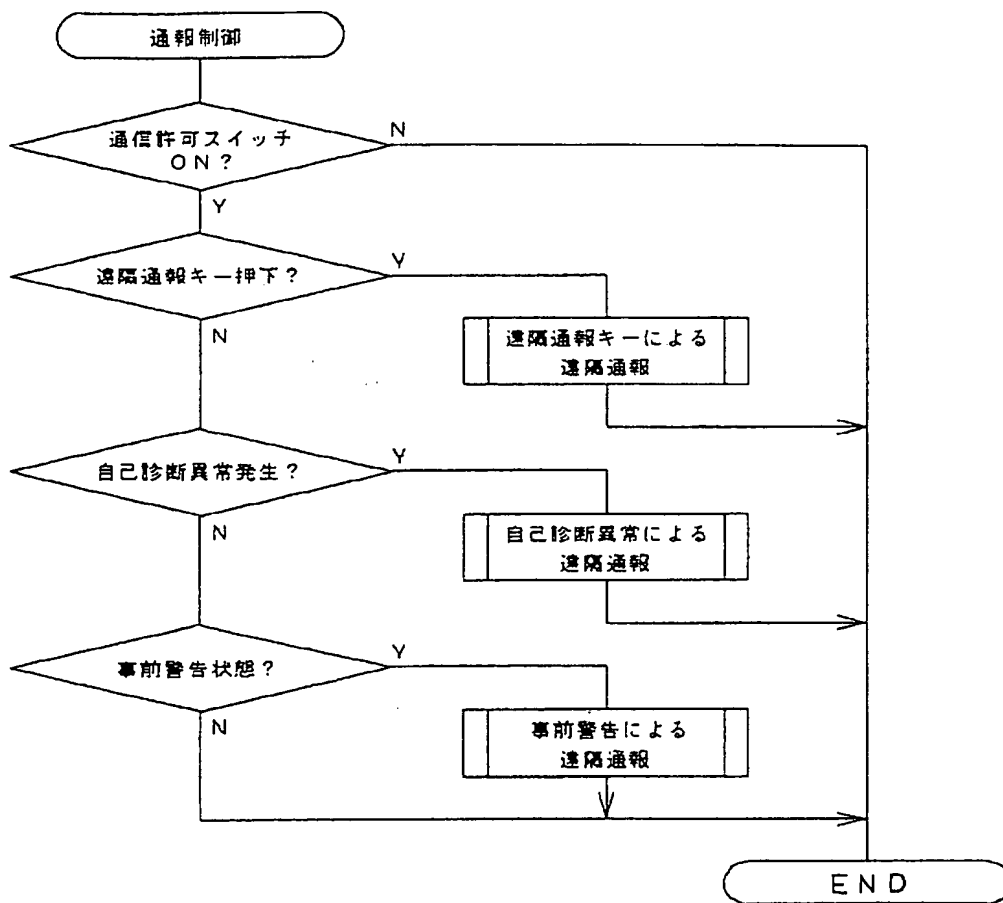 通報制御
通信許可スイッチ
ON?
N
Y
遠隔通報キー押下?
Y
N
遠隔通報キーによる
遠隔通報
自己診断異常発生?
Y
N
自己診断異常による
遠隔通報
事前警告状態?
Y
N
事前警告による
遠隔通報
END